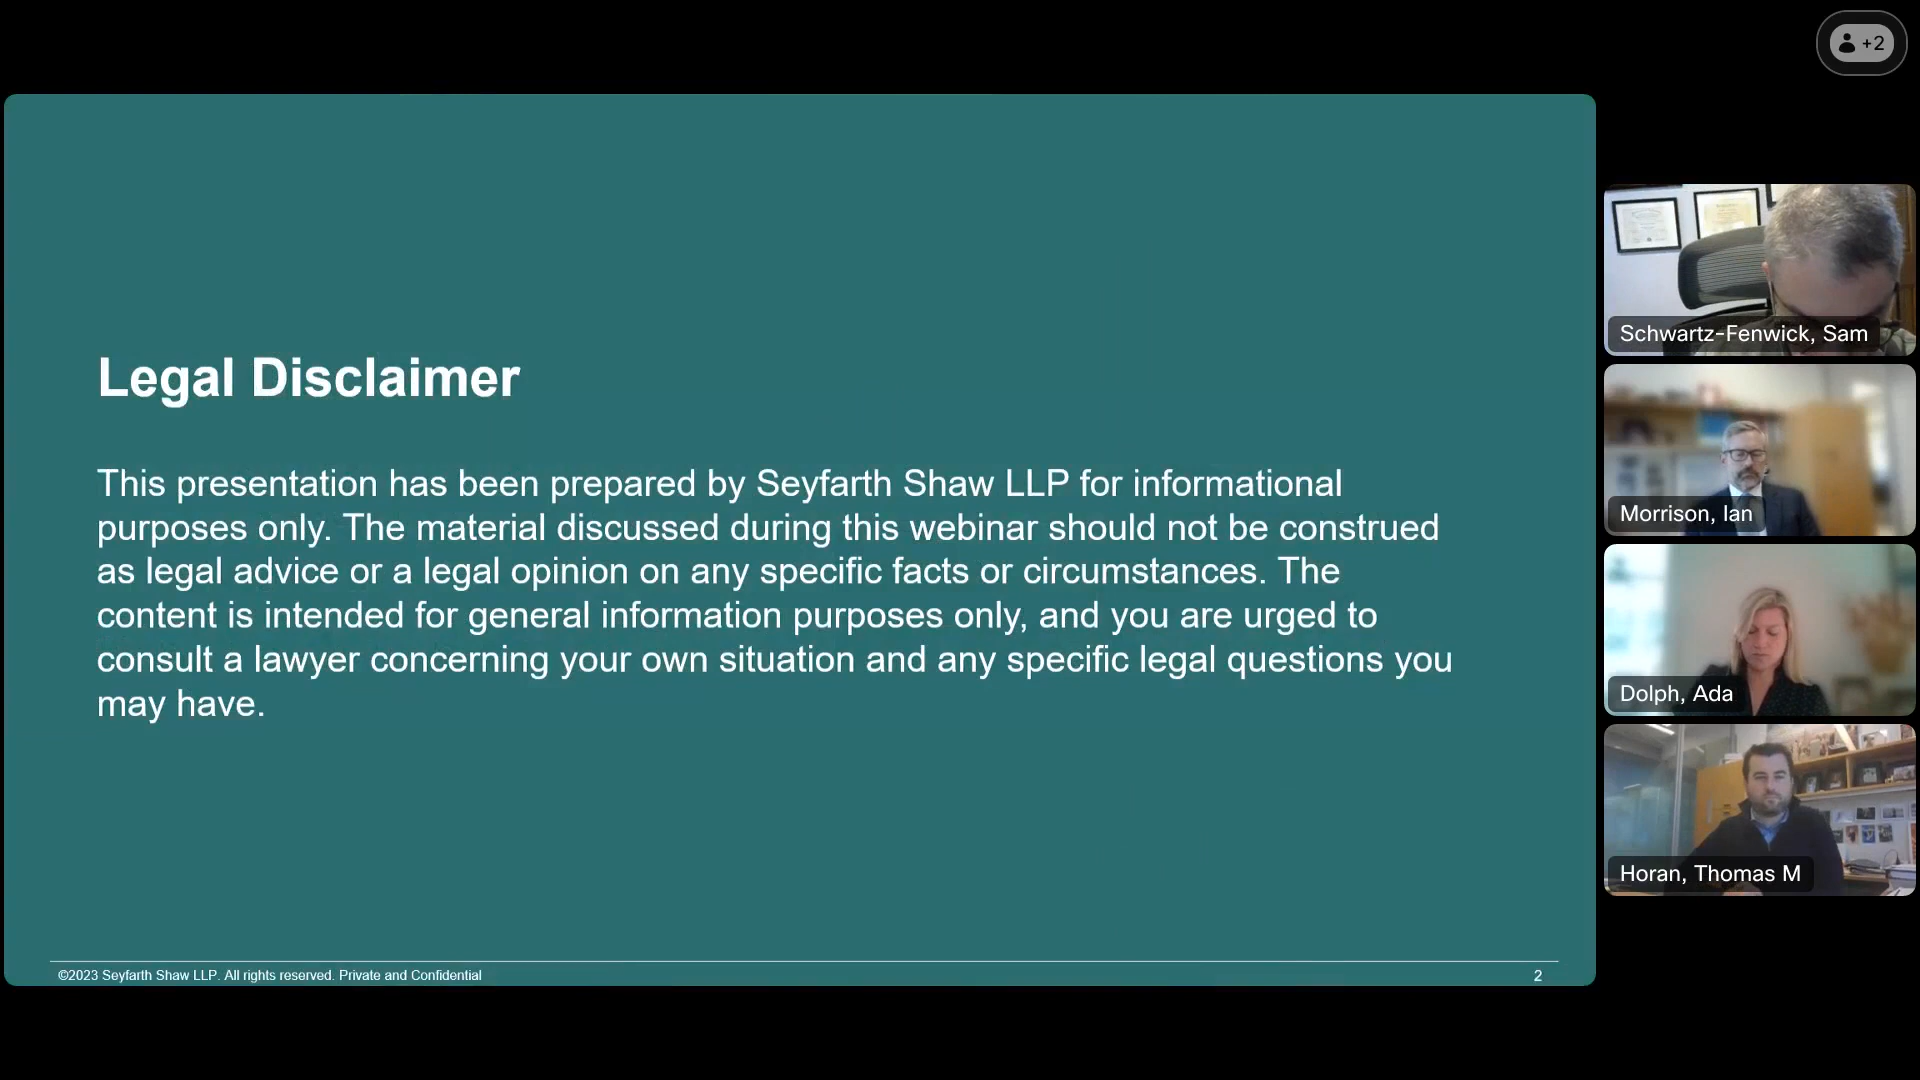 +2
Legal Disclaimer
This presentation has been prepared by Seyfarth Shaw LLP for informational
purposes only. The material discussed during this webinar should not be construed
as legal advice or a legal opinion on any specific facts or circumstances. The
content is intended for general information purposes only, and you are urged to
consult a lawyer concerning your own situation and any specific legal questions you
may have.
©2023 Seyfarth Shaw LLP. All rights reserved. Private and Confidential
2
Schwartz-Fenwick, Sam
Morrison, Ian
Dolph, Ada
Horan, Thomas M